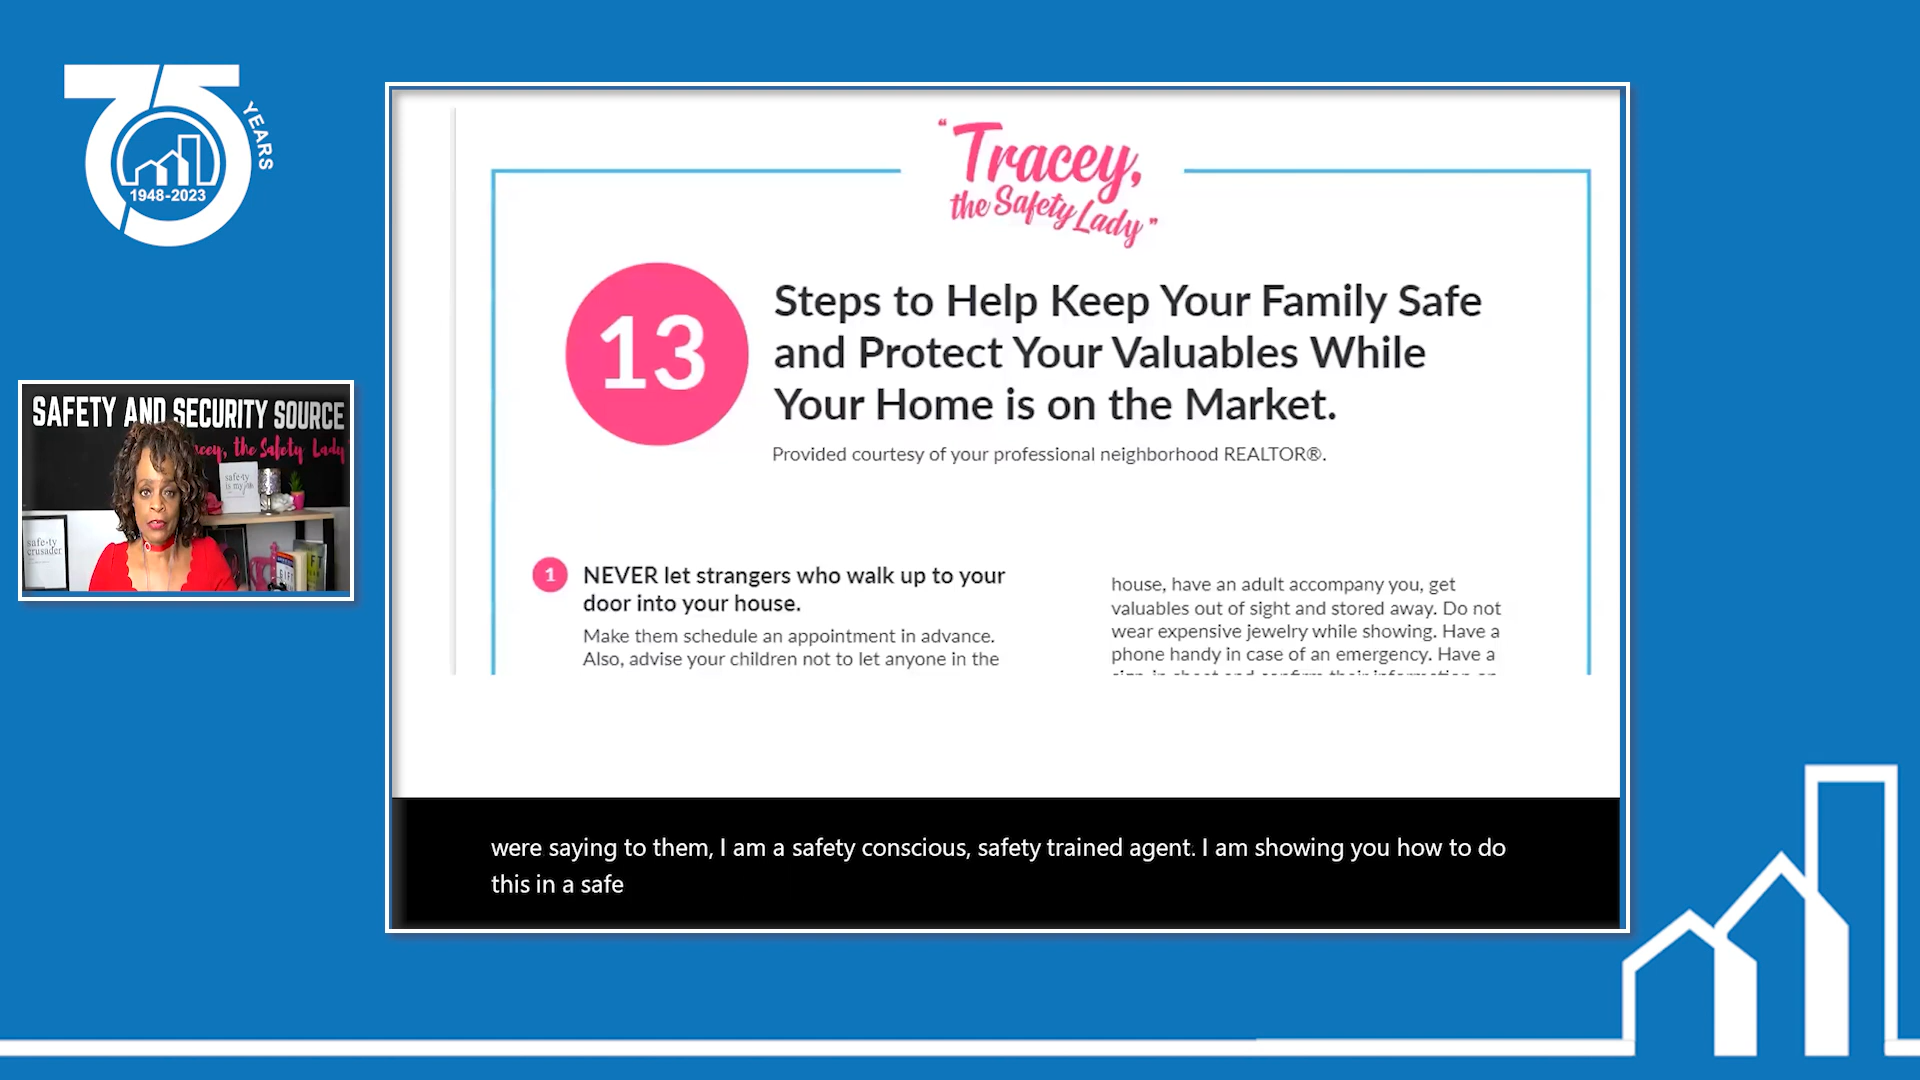 75
YEARS
1948-2023
SAFETY AND SECURITY SOURCE
the Safety Lady
safe·ty
is my
safe·ty
crusader
"Tracey,
the Safety Lady"
13
Steps to Help Keep Your Family Safe
and Protect Your Valuables While
Your Home is on the Market.
Provided courtesy of your professional neighborhood REALTOR®.
1
NEVER let strangers who walk up to your
door into your house.
Make them schedule an appointment in advance.
Also, advise your children not to let anyone in the
house, have an adult accompany you, get
valuables out of sight and stored away. Do not
wear expensive jewelry while showing. Have a
phone handy in case of an emergency. Have a
were saying to them, I am a safety conscious, safety trained agent. I am showing you how to do
this in a safe